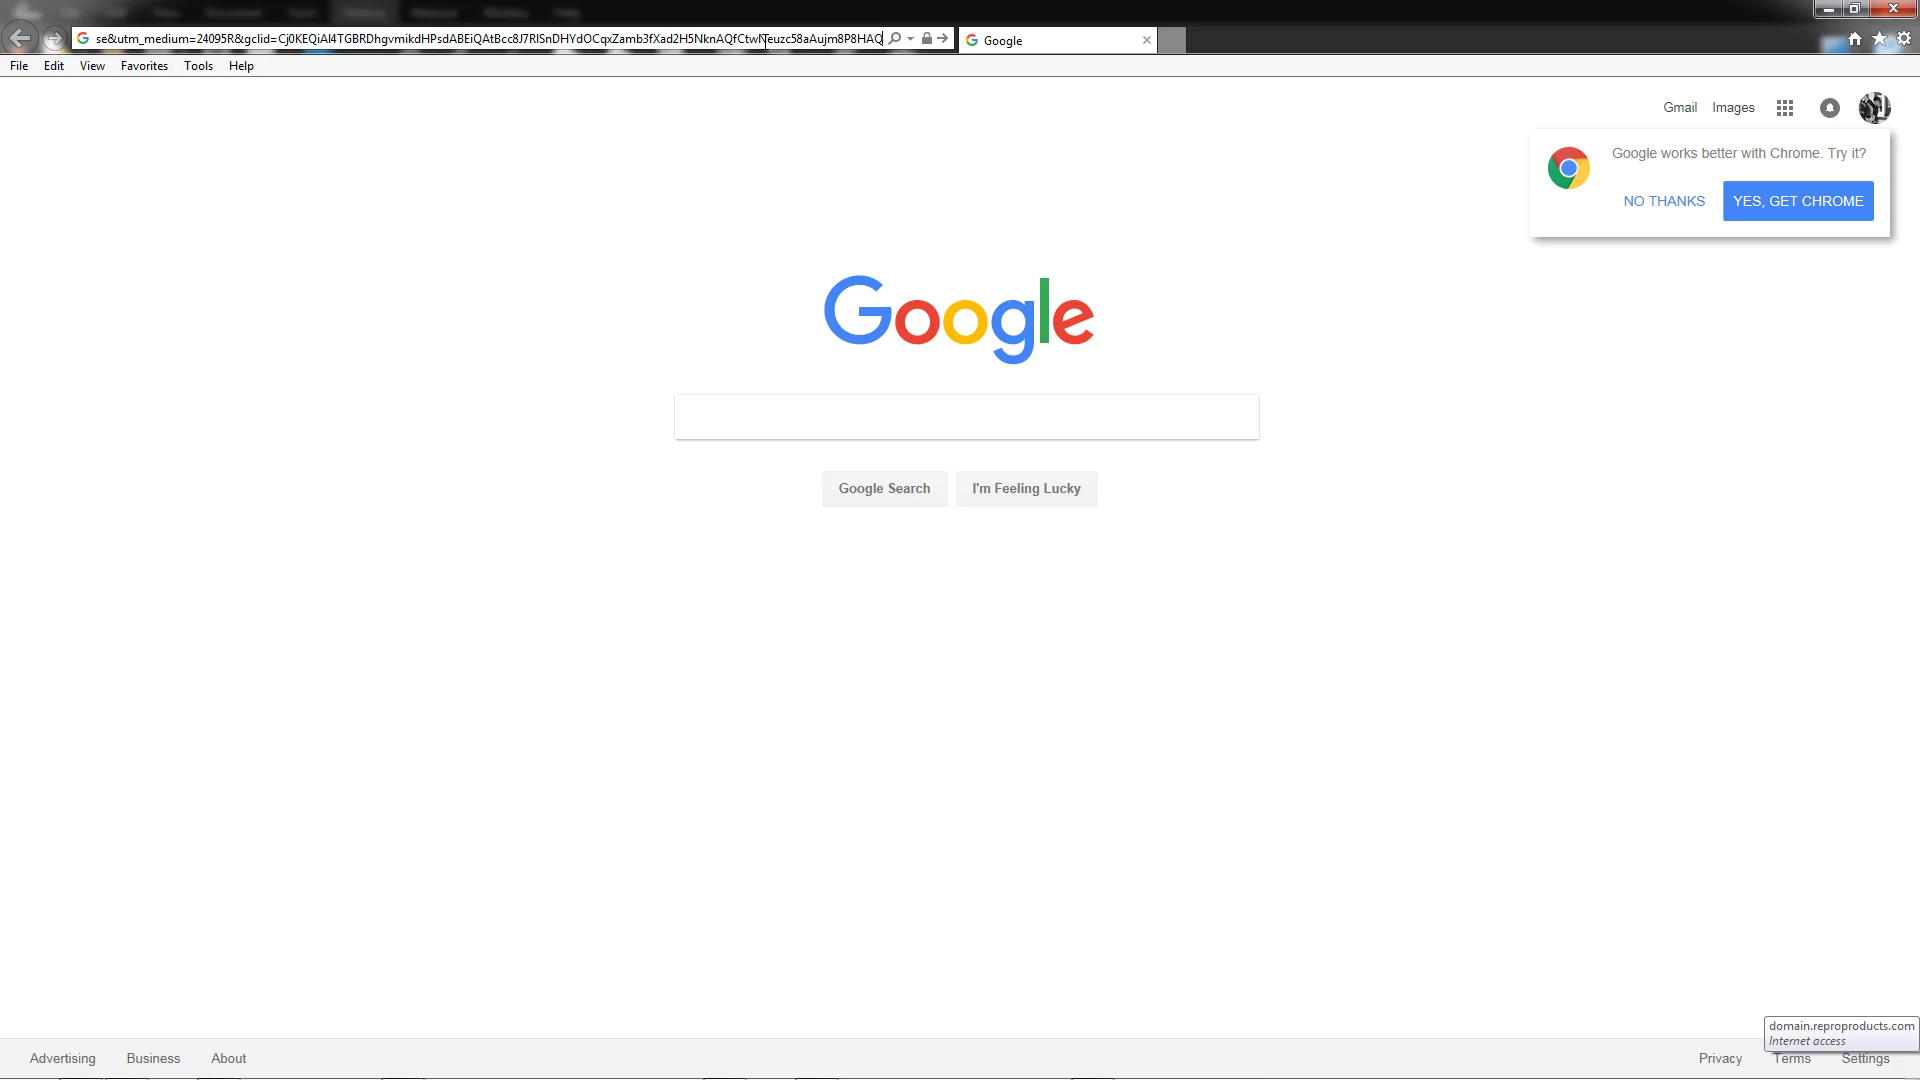 se&utm_medium=24095R&gclid=Cj0KEQiAl4TGBRDhgvmikdHPsdABEiQAtBcc8J7RlSnDHYdOCqxZamb3fXad2H5NknAQfCtwNTeuzc58aAujm8P8HAQ
Google
File Edit View Favorites Tools Help
Gmail Images
Google works better with Chrome. Try it?
NO THANKS YES, GET CHROME
Google
Google Search I'm Feeling Lucky
domain.reproproducts.com
Internet access
Advertising Business About Privacy Terms Settings